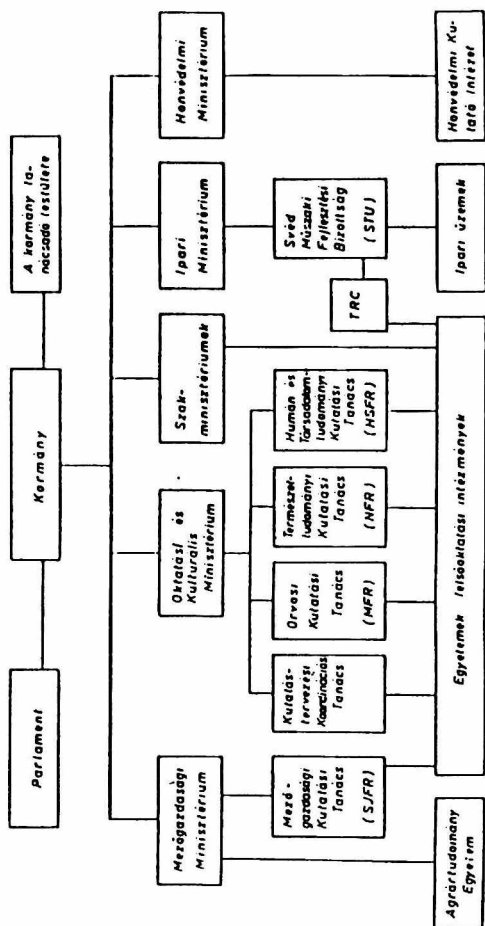 Parlament
Kormány
A kormány ta-
nácsadó testülete
Mezőgazdasági
Minisztérium
Oktatási és
Kulturális
Minisztérium
Szak-
minisztériumek
Ipari
Minisztérium
Honvédelmi
Minisztérium
Mező-
gazdasági
Kutatási
Tanács
(SJFR)
Kutatás-
tervezési
Koordinációs
Tanács
Orvosi
Kutatási
Tanács
(MFR)
Természet-
tudományi
Kutatási
Tanács
(NFR)
Humán és
Társadalom-
tudományi
Kutatási
Tanács
(HSFR)
TRC
Svéd
Műszaki
Fejlesztési
Bizottság
(STU)
Agrártudomány
Egyetem
Egyetemek felsőoktatási intézmények
Ipari üzemek
Honvédelmi Ku-
tató Intézet